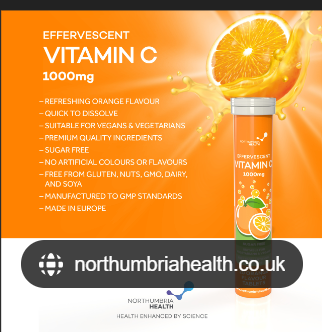 EFFERVESCENT
VITAMIN C
1000mg
– REFRESHING ORANGE FLAVOUR
– QUICK TO DISSOLVE
– SUITABLE FOR VEGANS & VEGETARIANS
– PREMIUM QUALITY INGREDIENTS
– SUGAR FREE
– NO ARTIFICIAL COLOURS OR FLAVOURS
– FREE FROM GLUTEN, NUTS, GMO, DAIRY,
AND SOYA
– MANUFACTURED TO GMP STANDARDS
– MADE IN EUROPE
EFFERVESCENT
VITAMIN C
1000mg
northumbriahealth.co.uk
NORTHUMBRIA
HEALTH
HEALTH ENHANCED BY SCIENCE